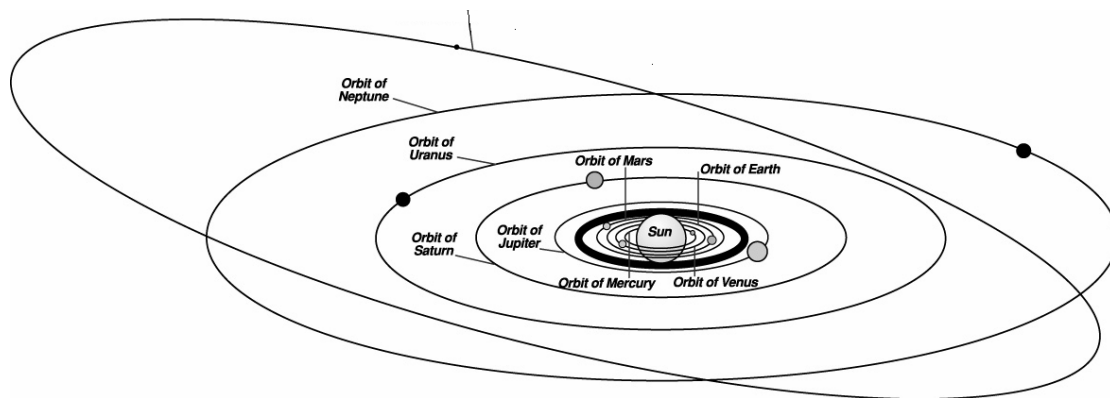 Orbit of
Neptune
Orbit of
Uranus
Orbit of Mars
Orbit of Earth
Orbit of
Saturn
Orbit of
Jupiter
Sun
Orbit of Mercury
Orbit of Venus